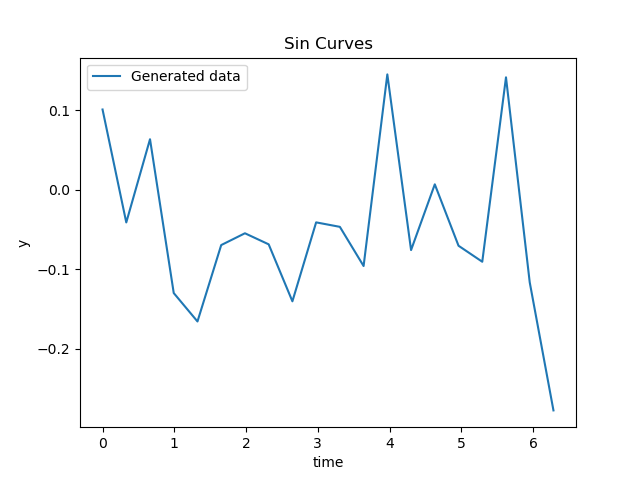 Sin Curves
Generated data
0.1
0.0
−0.1
−0.2
y
0 1 2 3 4 5 6
time